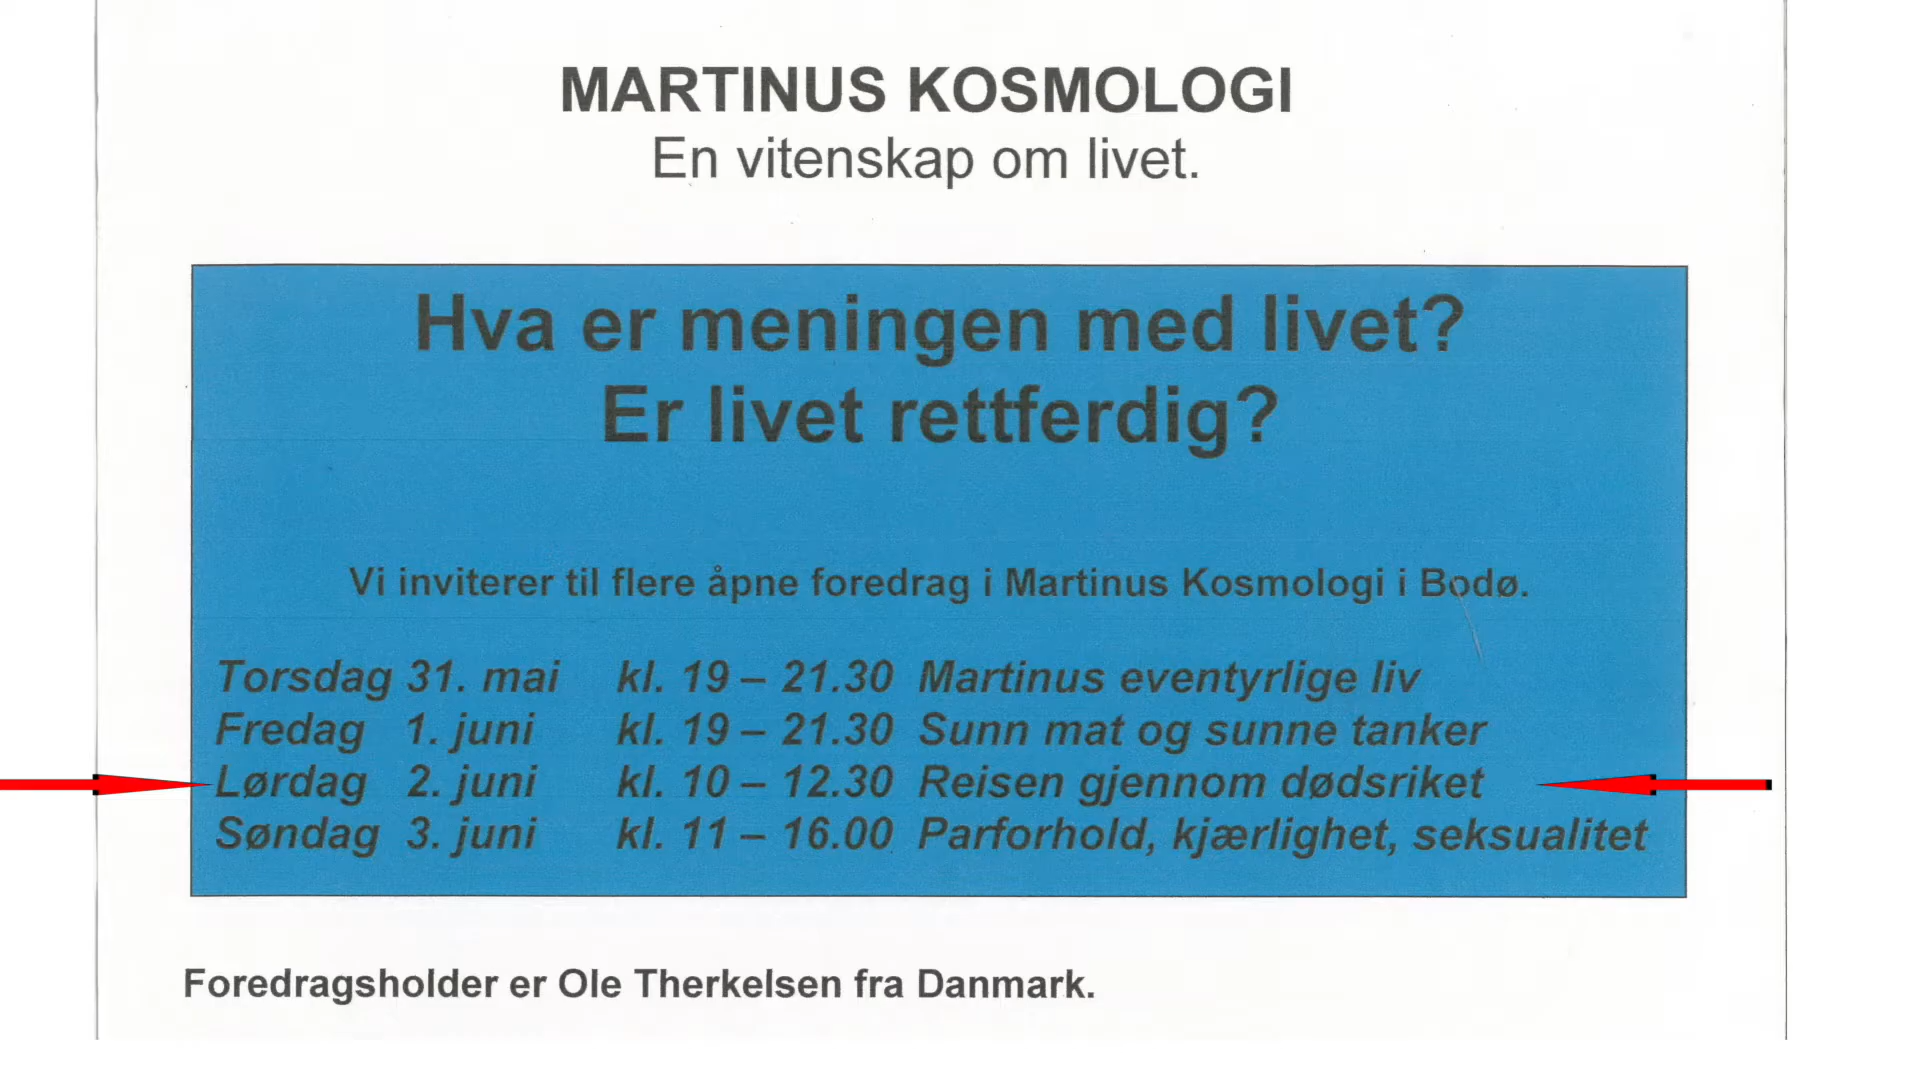 MARTINUS KOSMOLOGI
En vitenskap om livet.
Hva er meningen med livet?
Er livet rettferdig?
Vi inviterer til flere åpne foredrag i Martinus Kosmologi i Bodø.
Torsdag 31. mai kl. 19 – 21.30 Martinus eventyrlige liv
Fredag 1. juni kl. 19 – 21.30 Sunn mat og sunne tanker
Lørdag 2. juni kl. 10 – 12.30 Reisen gjennom dødsriket
Søndag 3. juni kl. 11 – 16.00 Parforhold, kjærlighet, seksualitet
Foredragsholder er Ole Therkelsen fra Danmark.